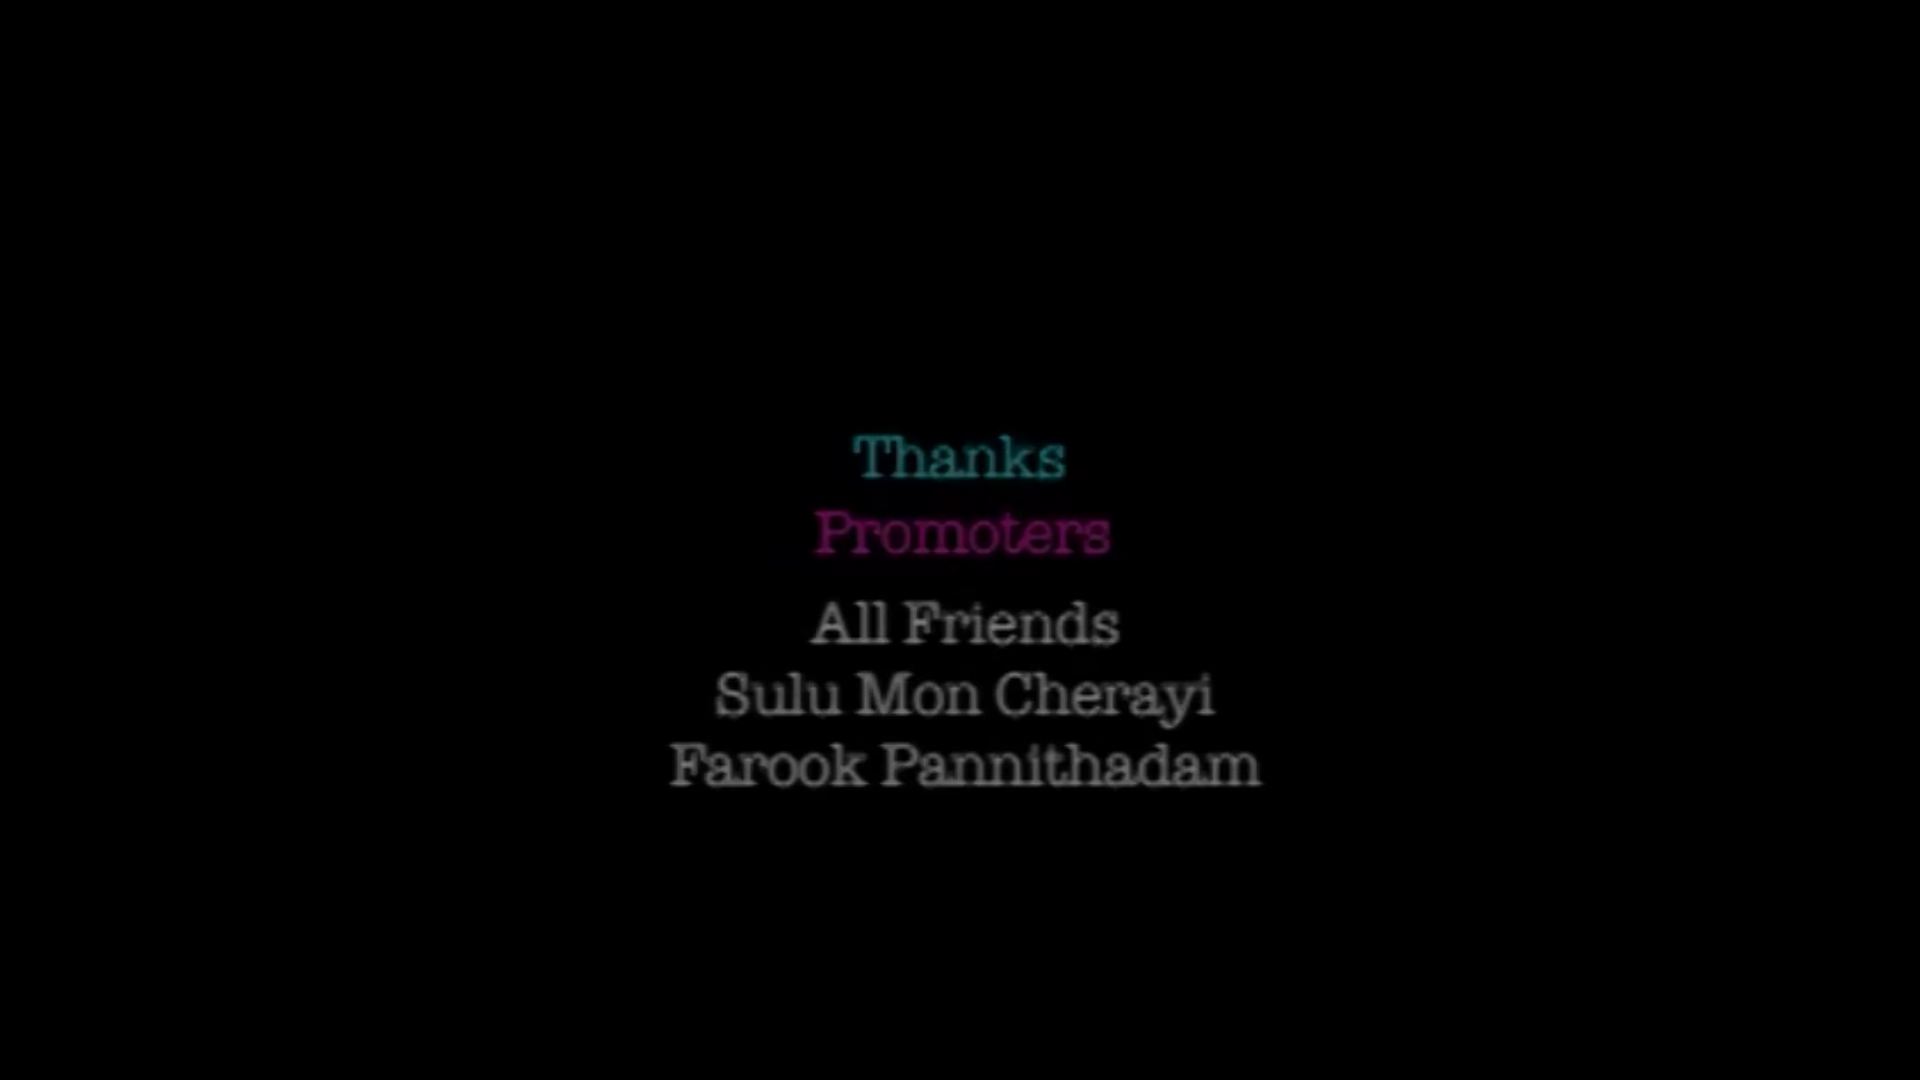 Thanks
Promoters
All Friends
Sulu Mon Cherayi
Farook Pannithadam